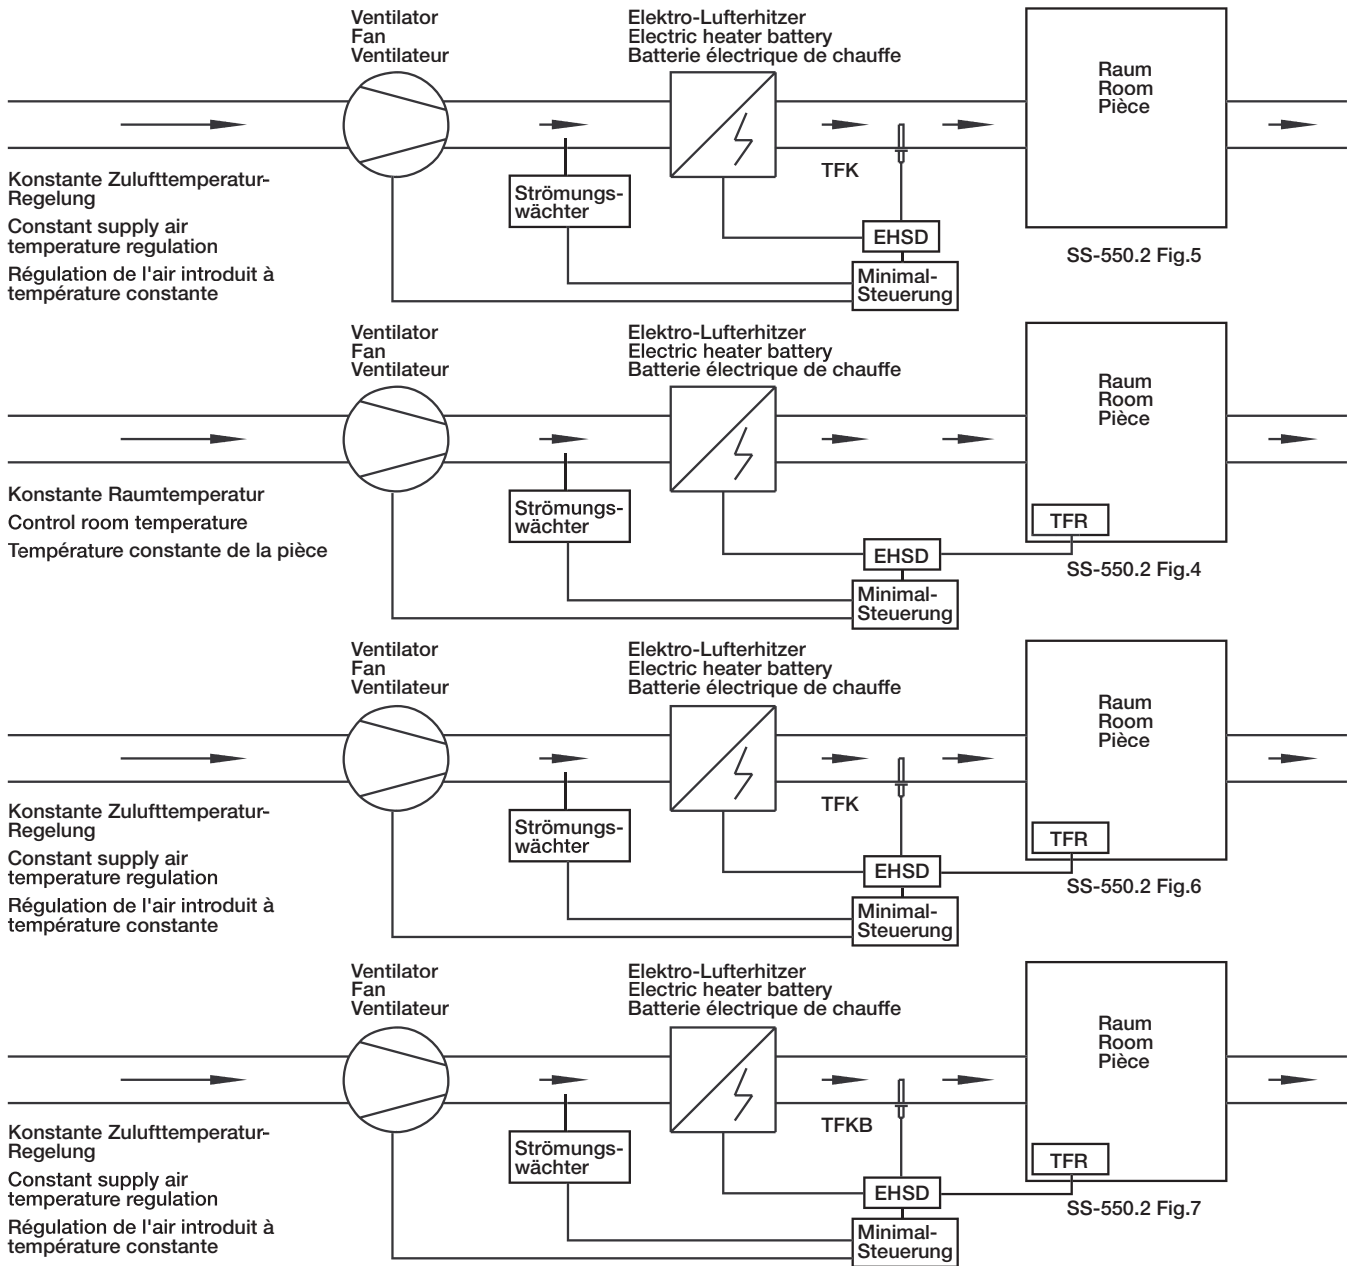 Ventilator
Fan
Ventilateur
Elektro-Lufterhitzer
Electric heater battery
Batterie électrique de chauffe
Raum
Room
Pièce
Konstante Zulufttemperatur-
Regelung
Constant supply air
temperature regulation
Régulation de l'air introduit à
température constante
Strömungs-
wächter
TFK
EHSD
Minimal-
Steuerung
SS-550.2 Fig.5
Ventilator
Fan
Ventilateur
Elektro-Lufterhitzer
Electric heater battery
Batterie électrique de chauffe
Raum
Room
Pièce
Konstante Raumtemperatur
Control room temperature
Température constante de la pièce
Strömungs-
wächter
EHSD
Minimal-
Steuerung
TFR
SS-550.2 Fig.4
Ventilator
Fan
Ventilateur
Elektro-Lufterhitzer
Electric heater battery
Batterie électrique de chauffe
Raum
Room
Pièce
Konstante Zulufttemperatur-
Regelung
Constant supply air
temperature regulation
Régulation de l'air introduit à
température constante
Strömungs-
wächter
TFK
EHSD
Minimal-
Steuerung
TFR
SS-550.2 Fig.6
Ventilator
Fan
Ventilateur
Elektro-Lufterhitzer
Electric heater battery
Batterie électrique de chauffe
Raum
Room
Pièce
Konstante Zulufttemperatur-
Regelung
Constant supply air
temperature regulation
Régulation de l'air introduit à
température constante
Strömungs-
wächter
TFKB
EHSD
Minimal-
Steuerung
TFR
SS-550.2 Fig.7